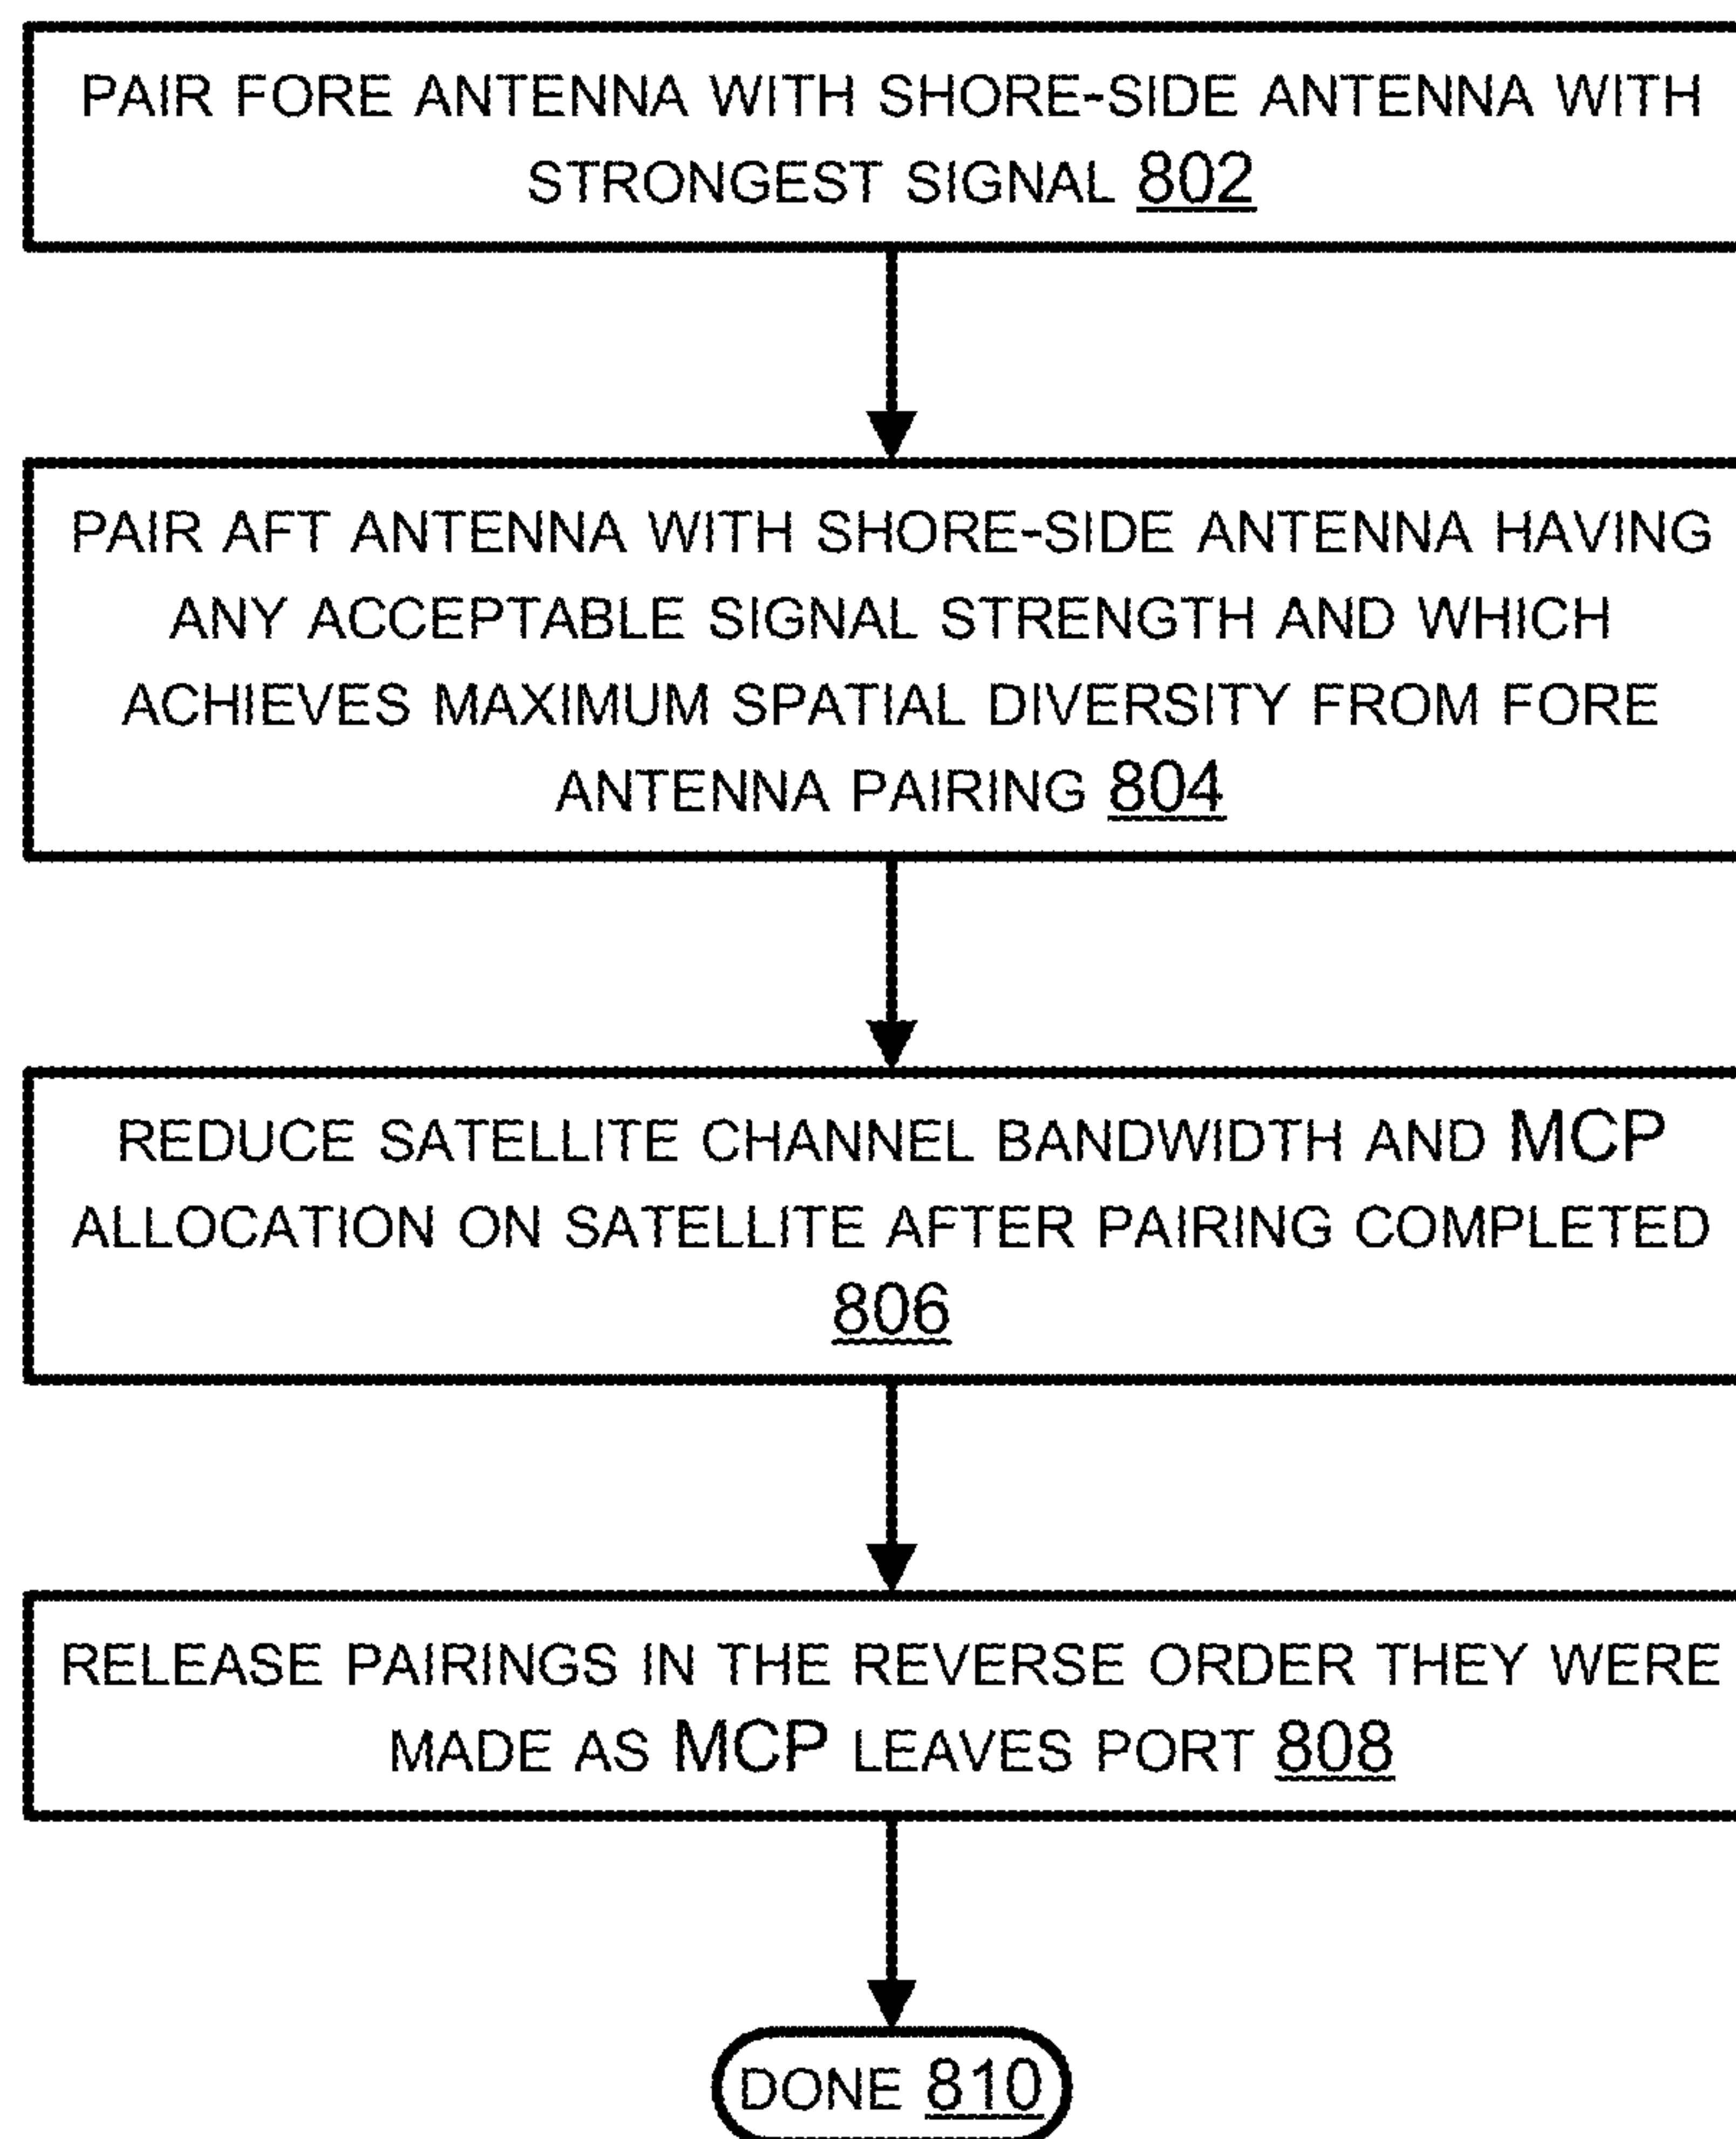 PAIR FORE ANTENNA WITH SHORE-SIDE ANTENNA WITH
STRONGEST SIGNAL 802
PAIR AFT ANTENNA WITH SHORE-SIDE ANTENNA HAVING
ANY ACCEPTABLE SIGNAL STRENGTH AND WHICH
ACHIEVES MAXIMUM SPATIAL DIVERSITY FROM FORE
ANTENNA PAIRING 804
REDUCE SATELLITE CHANNEL BANDWIDTH AND MCP
ALLOCATION ON SATELLITE AFTER PAIRING COMPLETED
806
RELEASE PAIRINGS IN THE REVERSE ORDER THEY WERE
MADE AS MCP LEAVES PORT 808
DONE 810